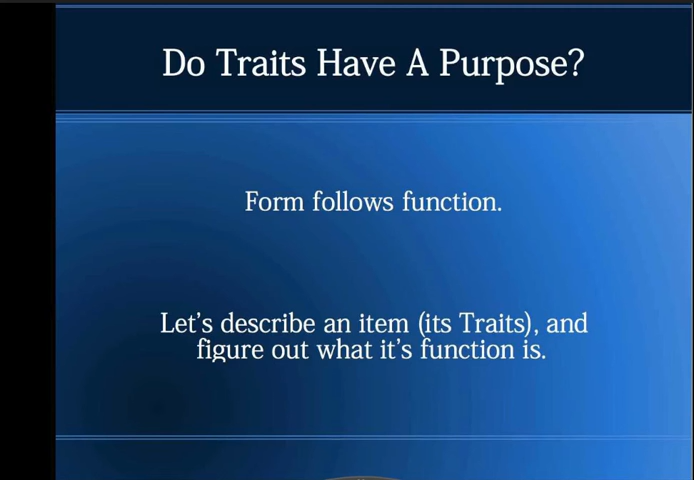 Do Traits Have A Purpose?
Form follows function.
Let's describe an item (its Traits), and
figure out what it's function is.